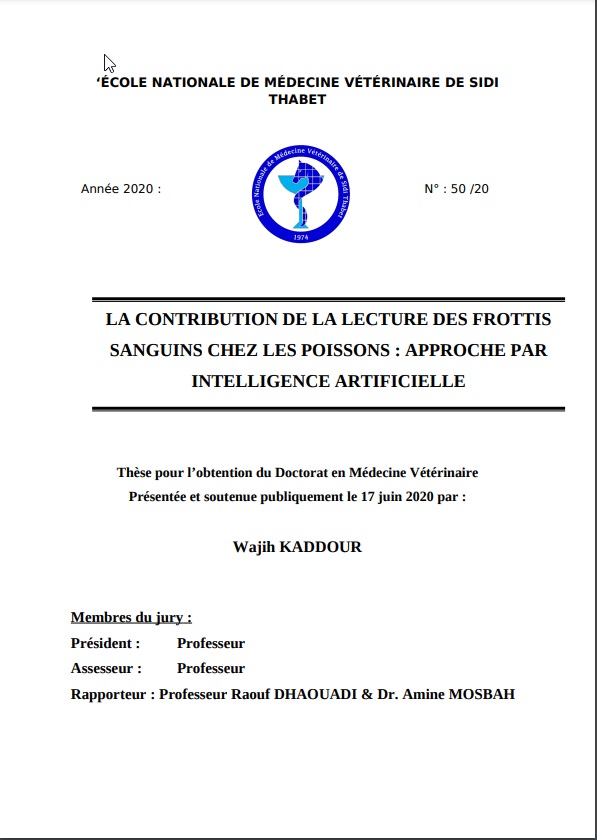 ‘ÉCOLE NATIONALE DE MÉDECINE VÉTÉRINAIRE DE SIDI
THABET
Année 2020 :
Ecole Nationale de Médecine Vétérinaire de Sidi Thabet
1974
N° : 50 /20
LA CONTRIBUTION DE LA LECTURE DES FROTTIS
SANGUINS CHEZ LES POISSONS : APPROCHE PAR
INTELLIGENCE ARTIFICIELLE
Thèse pour l’obtention du Doctorat en Médecine Vétérinaire
Présentée et soutenue publiquement le 17 juin 2020 par :
Wajih KADDOUR
Membres du jury :
Président : Professeur
Assesseur : Professeur
Rapporteur : Professeur Raouf DHAOUADI & Dr. Amine MOSBAH